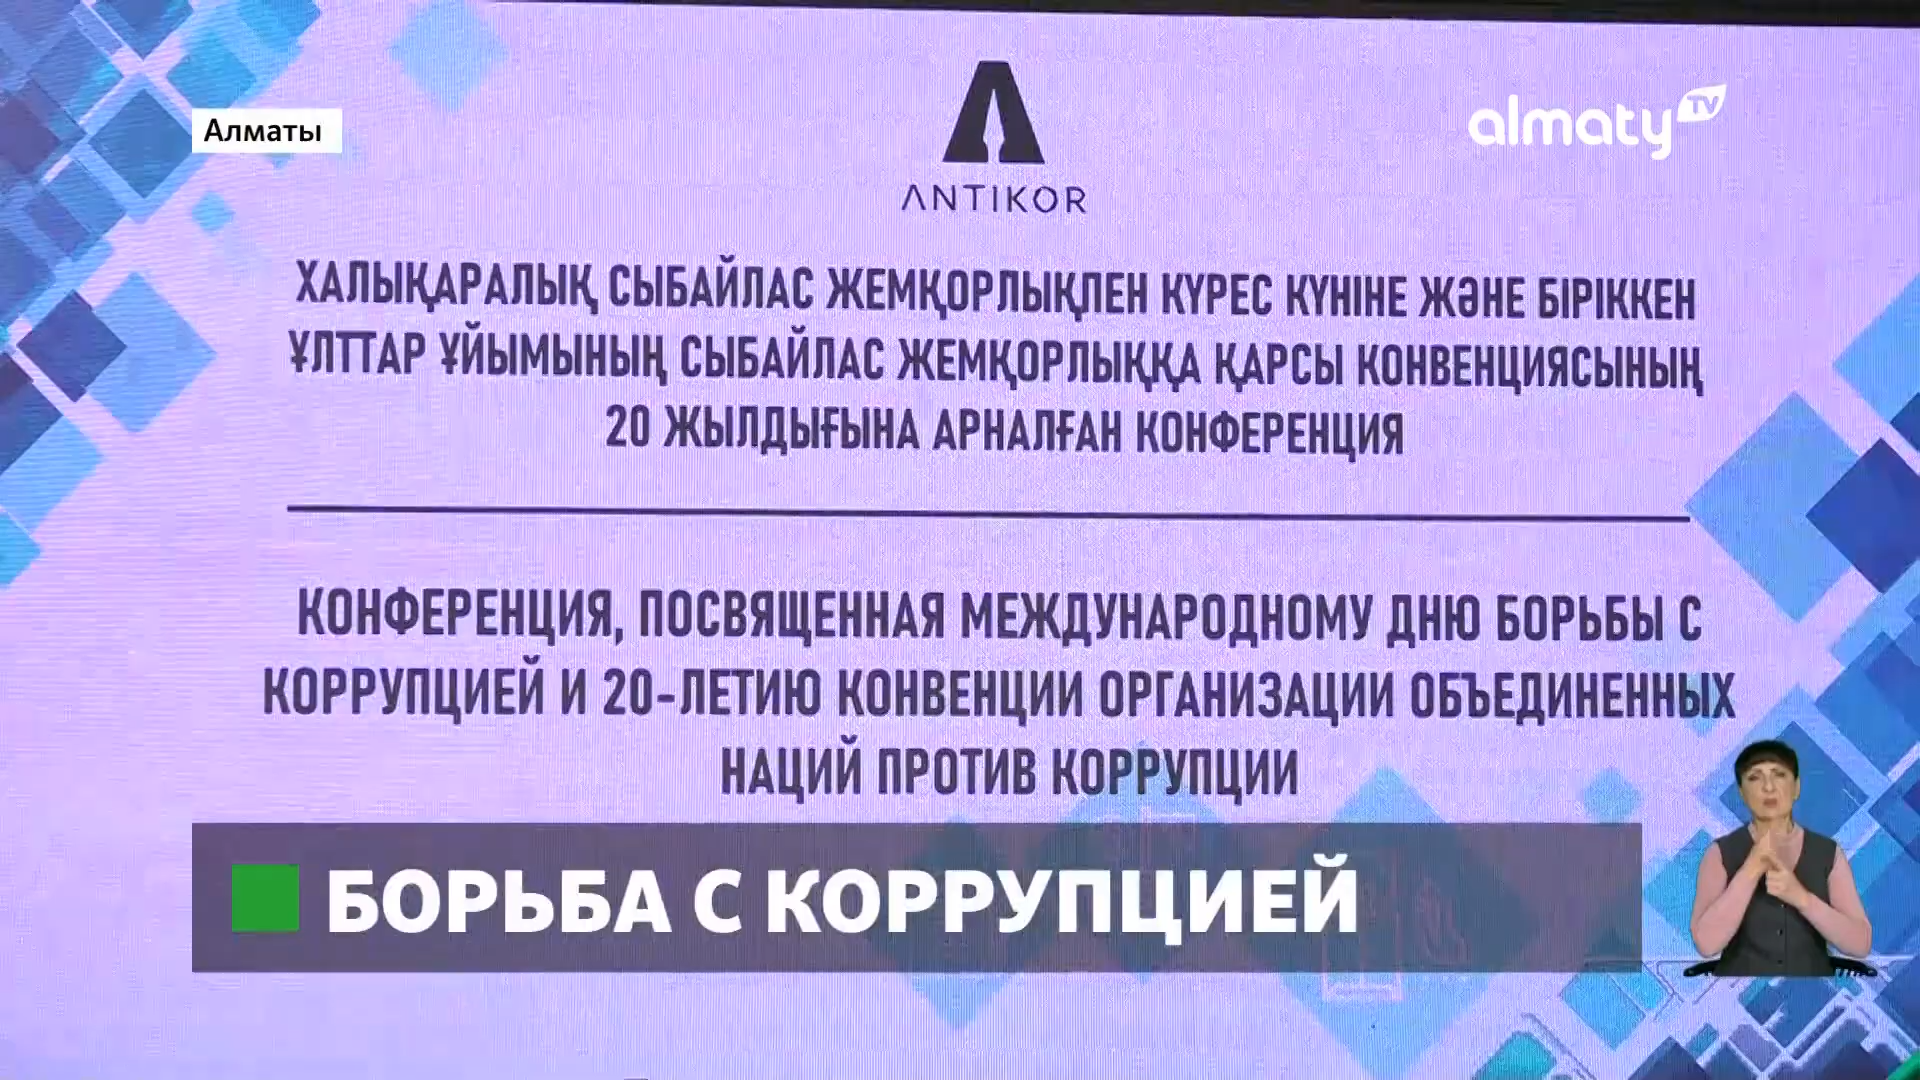 Алматы
almaty TV
ANTIKOR
ХАЛЫҚАРАЛЫҚ СЫБАЙЛАС ЖЕМҚОРЛЫҚПЕН КҮРЕС КҮНІНЕ ЖӘНЕ БІРІККЕН
ҰЛТТАР ҰЙЫМЫНЫҢ СЫБАЙЛАС ЖЕМҚОРЛЫҚҚА ҚАРСЫ КОНВЕНЦИЯСЫНЫҢ
20 ЖЫЛДЫҒЫНА АРНАЛҒАН КОНФЕРЕНЦИЯ
КОНФЕРЕНЦИЯ, ПОСВЯЩЕННАЯ МЕЖДУНАРОДНОМУ ДНЮ БОРЬБЫ С
КОРРУПЦИЕЙ И 20-ЛЕТИЮ КОНВЕНЦИИ ОРГАНИЗАЦИИ ОБЪЕДИНЕННЫХ
НАЦИЙ ПРОТИВ КОРРУПЦИИ
БОРЬБА С КОРРУПЦИЕЙ